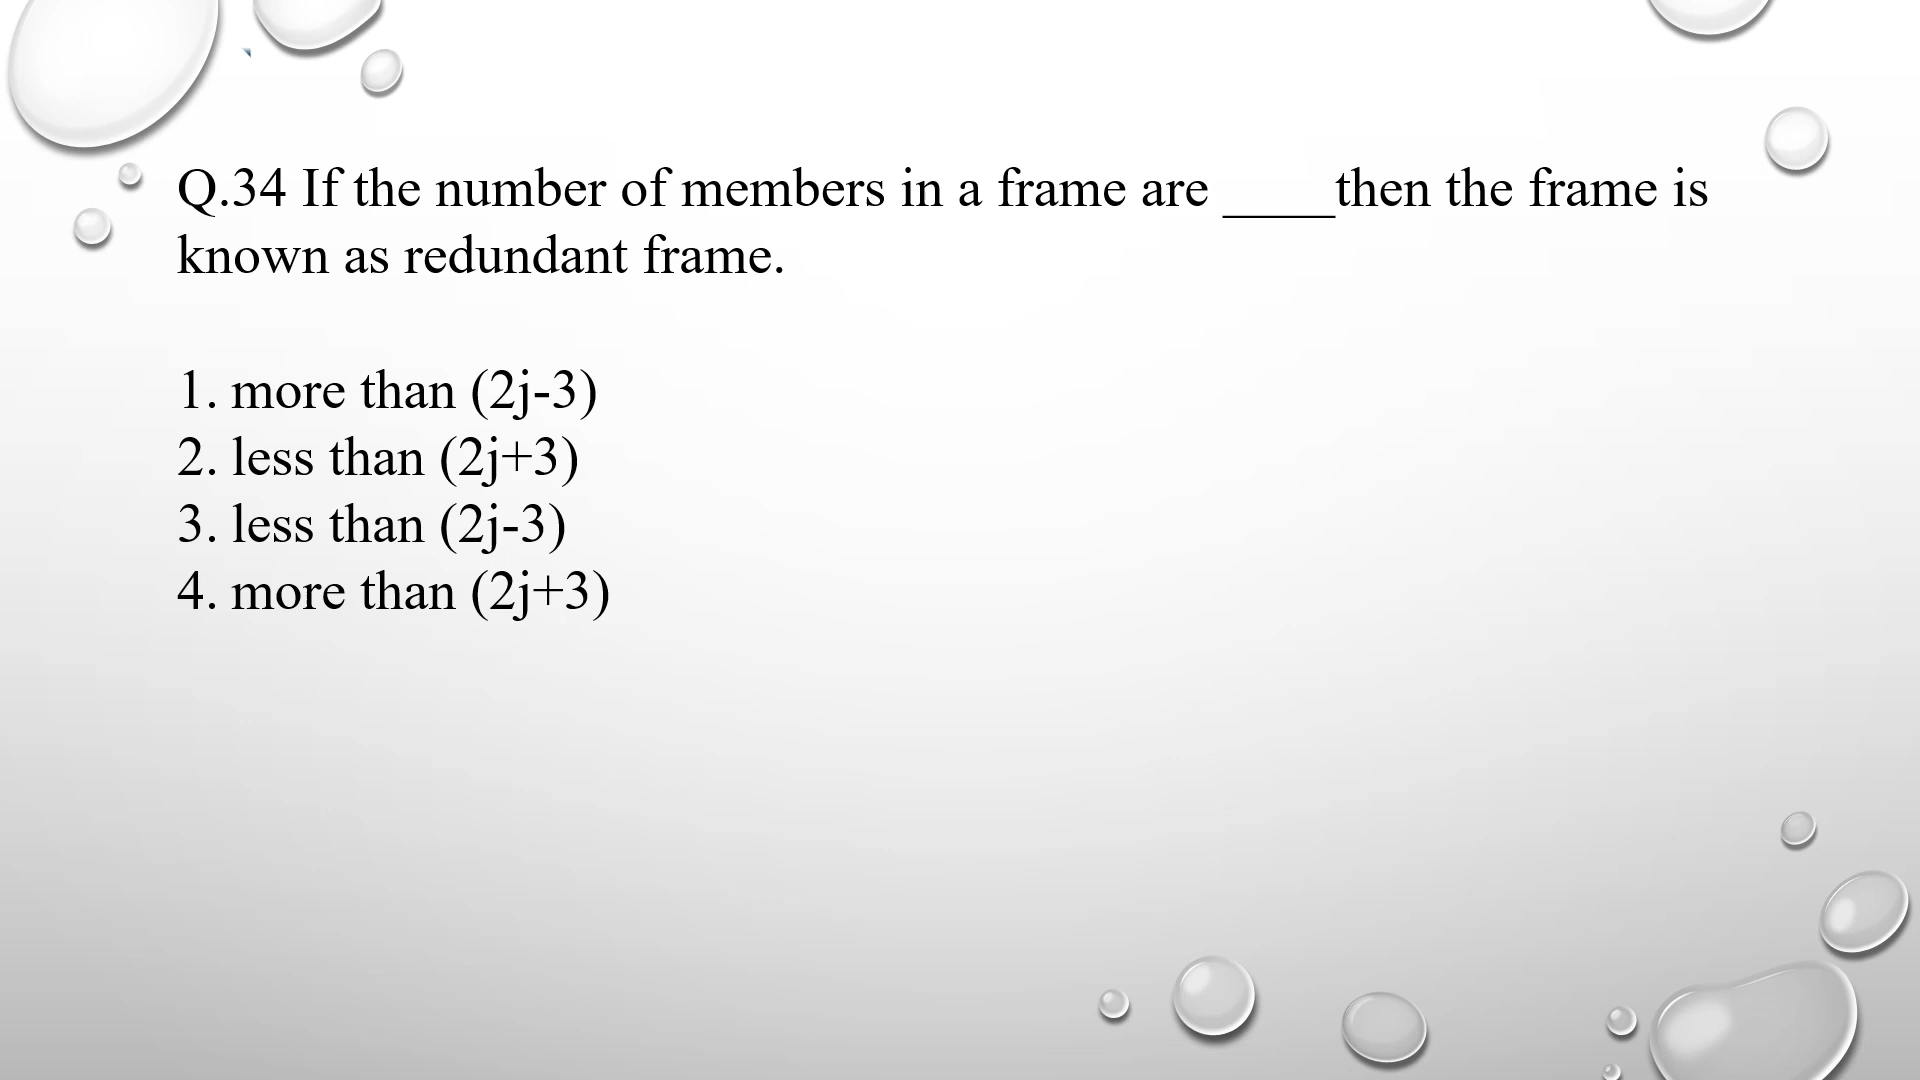 Q.34 If the number of members in a frame are ____then the frame is
known as redundant frame.
1. more than (2j-3)
2. less than (2j+3)
3. less than (2j-3)
4. more than (2j+3)